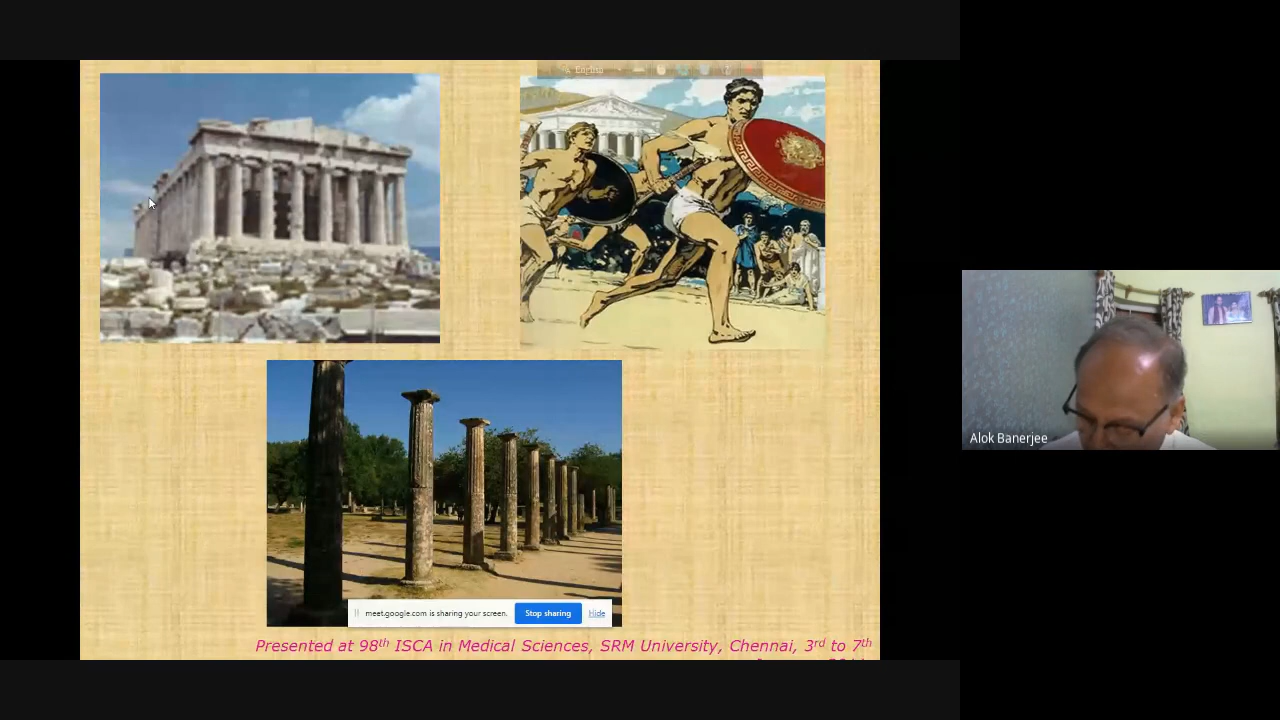 English
meet.google.com is sharing your screen. Stop sharing Hide
Alok Banerjee
Presented at 98th ISCA in Medical Sciences, SRM University, Chennai, 3rd to 7th